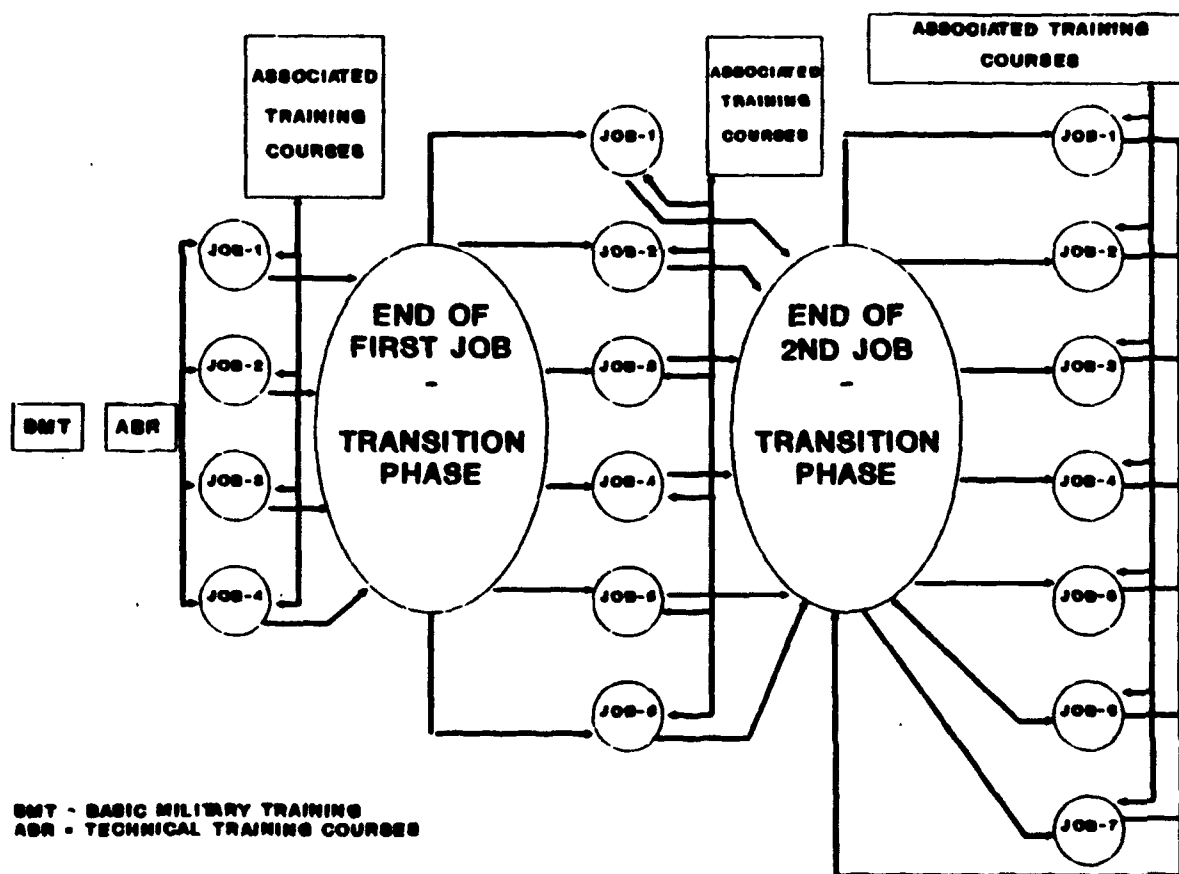 ASSOCIATED
TRAINING
COURSES
ASSOCIATED
TRAINING
COURSES
ASSOCIATED TRAINING
COURSES
BMT
ABR
JOB-1
JOB-2
JOB-3
JOB-4
END OF
FIRST JOB
-
TRANSITION
PHASE
JOB-1
JOB-2
JOB-3
JOB-4
JOB-5
JOB-6
END OF
2ND JOB
-
TRANSITION
PHASE
JOB-1
JOB-2
JOB-3
JOB-4
JOB-5
JOB-6
JOB-7
BMT - BASIC MILITARY TRAINING
ABR - TECHNICAL TRAINING COURSES